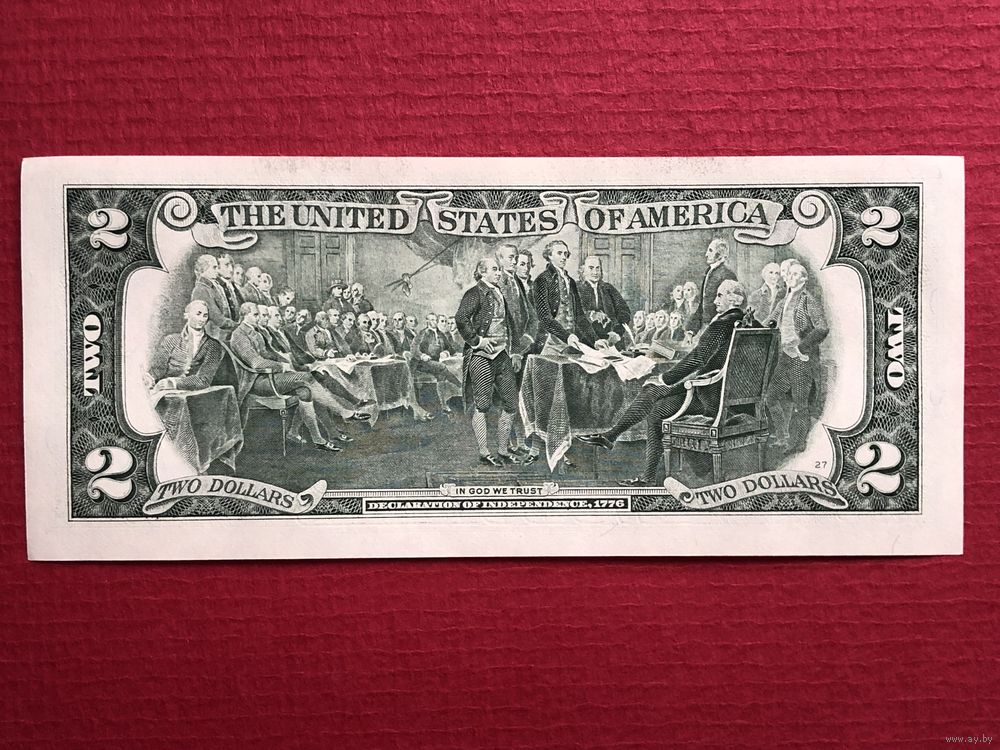 THE UNITED STATES OF AMERICA
2
2
TWO
TWO
2
2
27
TWO DOLLARS
IN GOD WE TRUST
TWO DOLLARS
DECLARATION OF INDEPENDENCE, 1776
www.ay.by